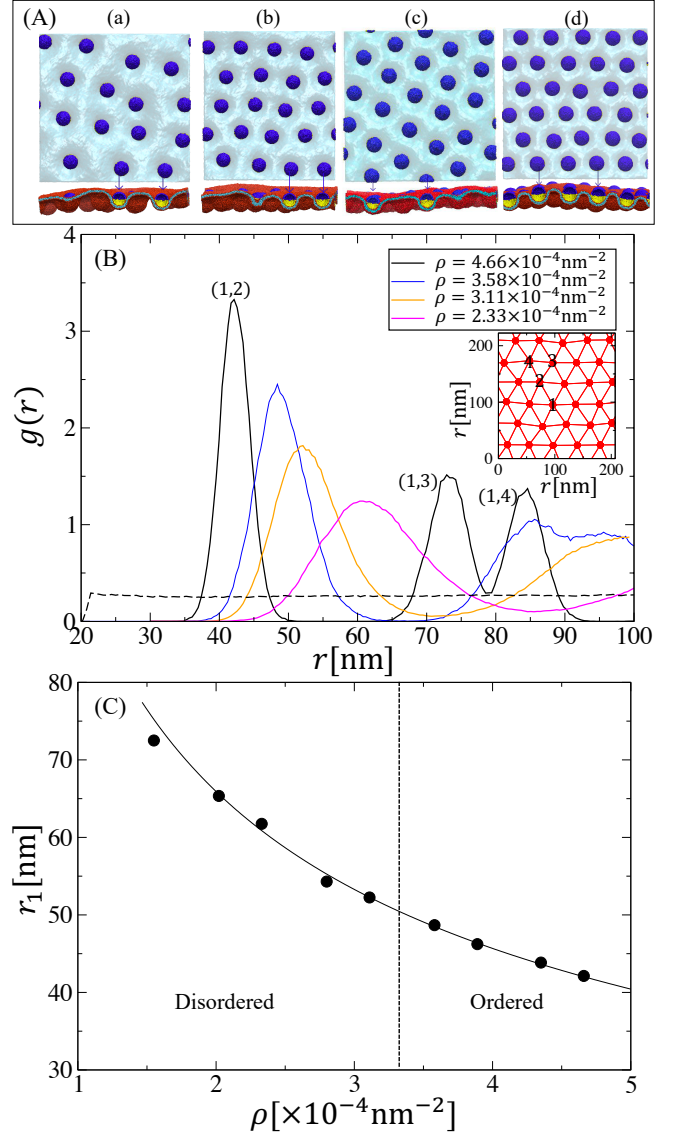 (A) (a) (b) (c) (d)
(B)
ρ = 4.66×10⁻⁴nm⁻²
ρ = 3.58×10⁻⁴nm⁻²
ρ = 3.11×10⁻⁴nm⁻²
ρ = 2.33×10⁻⁴nm⁻²
(1,2)
(1,3)
(1,4)
4
3
2
1
0
g(r)
20 30 40 50 60 70 80 90 100
r[nm]
200
100
0
r[nm]
4 3
2
1
0 100 200
r[nm]
(C)
80
70
60
50
40
30
r₁[nm]
Disordered
Ordered
1 2 3 4 5
ρ[×10⁻⁴nm⁻²]